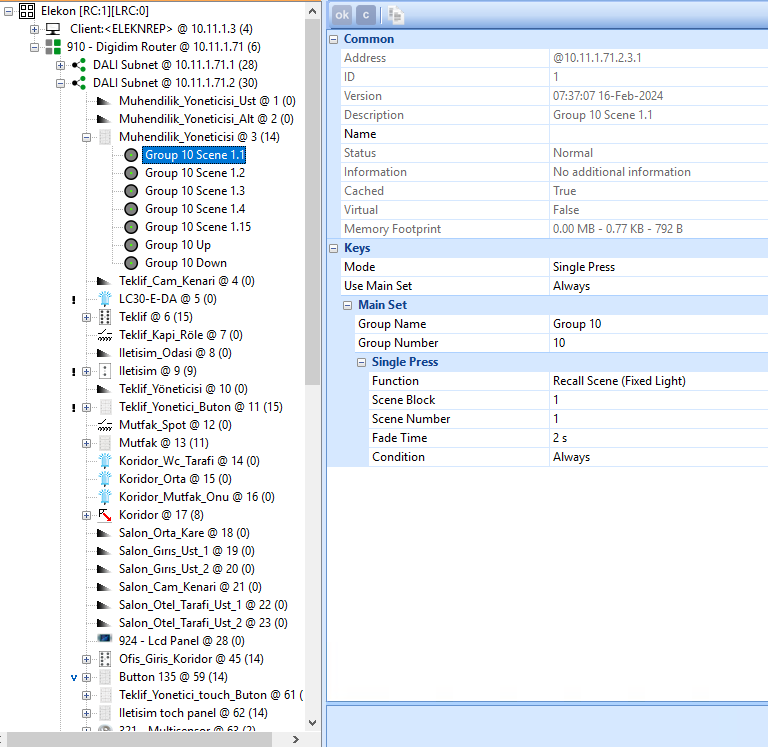 Elekon [RC:1][LRC:0]
Client:<ELEKNREP> @ 10.11.1.3 (4)
910 - Digidim Router @ 10.11.1.71 (6)
DALI Subnet @ 10.11.1.71.1 (28)
DALI Subnet @ 10.11.1.71.2 (30)
Muhendilik_Yoneticisi_Ust @ 1 (0)
Muhendilik_Yoneticisi_Alt @ 2 (0)
Muhendilik_Yoneticisi @ 3 (14)
Group 10 Scene 1.1
Group 10 Scene 1.2
Group 10 Scene 1.3
Group 10 Scene 1.4
Group 10 Scene 1.15
Group 10 Up
Group 10 Down
Teklif_Cam_Kenari @ 4 (0)
! LC30-E-DA @ 5 (0)
Teklif @ 6 (15)
Teklif_Kapi_Röle @ 7 (0)
Iletisim_Odasi @ 8 (0)
! Iletisim @ 9 (9)
Teklif_Yöneticisi @ 10 (0)
! Teklif_Yonetici_Buton @ 11 (15)
Mutfak_Spot @ 12 (0)
Mutfak @ 13 (11)
Koridor_Wc_Tarafi @ 14 (0)
Koridor_Orta @ 15 (0)
Koridor_Mutfak_Onu @ 16 (0)
Koridor @ 17 (8)
Salon_Orta_Kare @ 18 (0)
Salon_Gırıs_Ust_1 @ 19 (0)
Salon_Gırıs_Ust_2 @ 20 (0)
Salon_Cam_Kenari @ 21 (0)
Salon_Otel_Tarafi_Ust_1 @ 22 (0)
Salon_Otel_Tarafi_Ust_2 @ 23 (0)
924 - Lcd Panel @ 28 (0)
Ofis_Giris_Koridor @ 45 (14)
v Button 135 @ 59 (14)
Teklif_Yonetici_touch_Buton @ 61 (
Iletisim toch panel @ 62 (14)
321 - Multisensor @ 63 (2)
ok c
Common
Address @10.11.1.71.2.3.1
ID 1
Version 07:37:07 16-Feb-2024
Description Group 10 Scene 1.1
Name
Status Normal
Information No additional information
Cached True
Virtual False
Memory Footprint 0.00 MB - 0.77 KB - 792 B
Keys
Mode Single Press
Use Main Set Always
Main Set
Group Name Group 10
Group Number 10
Single Press
Function Recall Scene (Fixed Light)
Scene Block 1
Scene Number 1
Fade Time 2 s
Condition Always